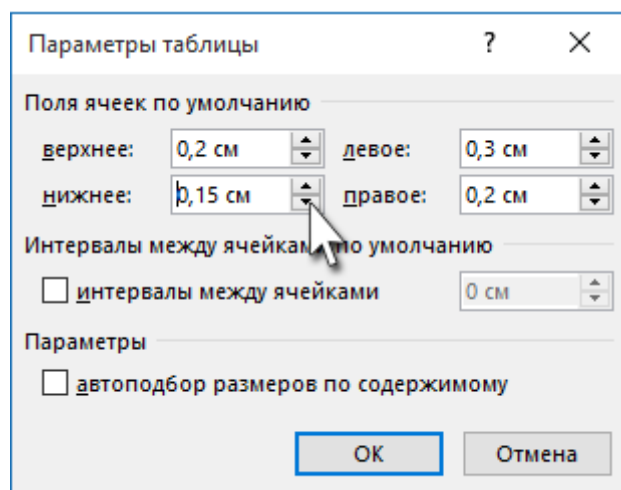 Параметры таблицы ?
Поля ячеек по умолчанию
верхнее: 0,2 см левое: 0,3 см
нижнее: 0,15 см правое: 0,2 см
Интервалы между ячейками по умолчанию
интервалы между ячейками 0 см
Параметры
автоподбор размеров по содержимому
ОК Отмена